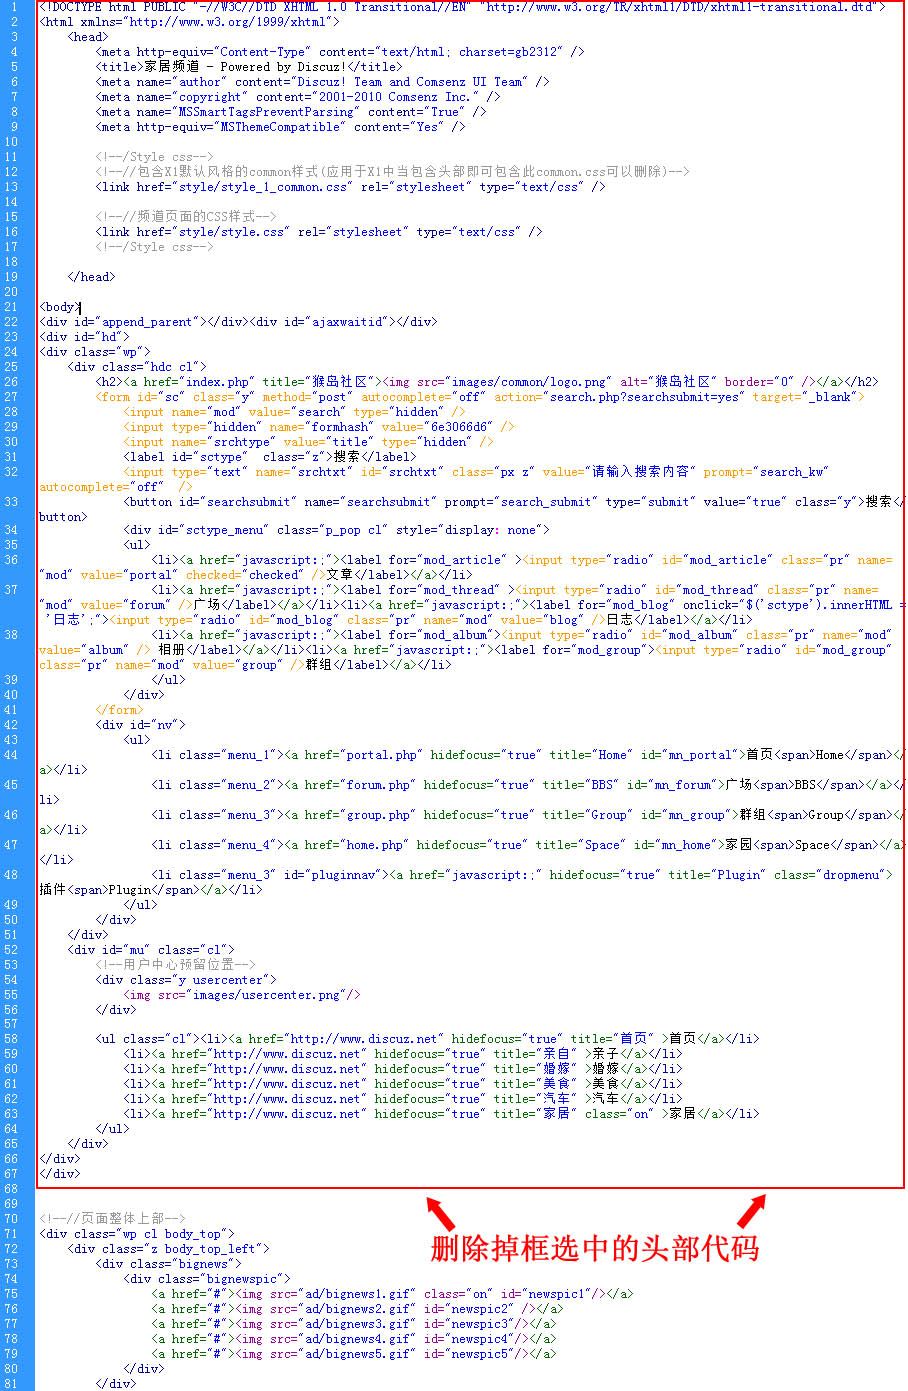 1 <!DOCTYPE html PUBLIC "-//W3C//DTD XHTML 1.0 Transitional//EN" "http://www.w3.org/TR/xhtml1/DTD/xhtml1-transitional.dtd">
2 <html xmlns="http://www.w3.org/1999/xhtml">
3 <head>
4 <meta http-equiv="Content-Type" content="text/html; charset=gb2312" />
5 <title>家居频道 - Powered by Discuz!</title>
6 <meta name="author" content="Discuz! Team and Comsenz UI Team" />
7 <meta name="copyright" content="2001-2010 Comsenz Inc." />
8 <meta name="MSSmartTagsPreventParsing" content="True" />
9 <meta http-equiv="MSThemeCompatible" content="Yes" />
10
11 <!--/Style css-->
12 <!--//包含X1默认风格的common样式(应用于X1中当包含头部即可包含此common.css可以删除)-->
13 <link href="style/style_1_common.css" rel="stylesheet" type="text/css" />
14
15 <!--//频道页面的CSS样式-->
16 <link href="style/style.css" rel="stylesheet" type="text/css" />
17 <!--/Style css-->
18
19 </head>
20
21 <body>
22 <div id="append_parent"></div><div id="ajaxwaitid"></div>
23 <div id="hd">
24 <div class="wp">
25 <div class="hdc cl">
26 <h2><a href="index.php" title="猴岛社区"><img src="images/common/logo.png" alt="猴岛社区" border="0" /></a></h2>
27 <form id="sc" class="y" method="post" autocomplete="off" action="search.php?searchsubmit=yes" target="_blank">
28 <input name="mod" value="search" type="hidden" />
29 <input type="hidden" name="formhash" value="6e3066d6" />
30 <input name="srchtype" value="title" type="hidden" />
31 <label id="sctype"  class="z">搜索</label>
32 <input type="text" name="srchtxt" id="srchtxt" class="px z" value="请输入搜索内容" prompt="search_kw"
autocomplete="off"  />
33 <button id="searchsubmit" name="searchsubmit" prompt="search_submit" type="submit" value="true" class="y">搜索</
button>
34 <div id="sctype_menu" class="p_pop cl" style="display: none">
35 <ul>
36 <li><a href="javascript:;"><label for="mod_article" ><input type="radio" id="mod_article" class="pr" name=
"mod" value="portal" checked="checked" />文章</label></a></li>
37 <li><a href="javascript:;"><label for="mod_thread" ><input type="radio" id="mod_thread" class="pr" name=
"mod" value="forum" />广场</label></a></li><li><a href="javascript:;"><label for="mod_blog" onclick="$('sctype').innerHTML =
'日志';"><input type="radio" id="mod_blog" class="pr" name="mod" value="blog" />日志</label></a></li>
38 <li><a href="javascript:;"><label for="mod_album"><input type="radio" id="mod_album" class="pr" name="mod"
value="album" /> 相册</label></a></li><li><a href="javascript:;"><label for="mod_group"><input type="radio" id="mod_group"
class="pr" name="mod" value="group" />群组</label></a></li>
39 </ul>
40 </div>
41 </form>
42 <div id="nv">
43 <ul>
44 <li class="menu_1"><a href="portal.php" hidefocus="true" title="Home" id="mn_portal">首页<span>Home</span></
a></li>
45 <li class="menu_2"><a href="forum.php" hidefocus="true" title="BBS" id="mn_forum">广场<span>BBS</span></a></
li>
46 <li class="menu_3"><a href="group.php" hidefocus="true" title="Group" id="mn_group">群组<span>Group</span></
a></li>
47 <li class="menu_4"><a href="home.php" hidefocus="true" title="Space" id="mn_home">家园<span>Space</span></a>
</li>
48 <li class="menu_3" id="pluginnav"><a href="javascript:;" hidefocus="true" title="Plugin" class="dropmenu">
插件<span>Plugin</span></a></li>
49 </ul>
50 </div>
51 </div>
52 <div id="mu" class="cl">
53 <!--用户中心预留位置-->
54 <div class="y usercenter">
55 <img src="images/usercenter.png"/>
56 </div>
57
58 <ul class="cl"><li><a href="http://www.discuz.net" hidefocus="true" title="首页" >首页</a></li>
59 <li><a href="http://www.discuz.net" hidefocus="true" title="亲自" >亲子</a></li>
60 <li><a href="http://www.discuz.net" hidefocus="true" title="婚嫁" >婚嫁</a></li>
61 <li><a href="http://www.discuz.net" hidefocus="true" title="美食" >美食</a></li>
62 <li><a href="http://www.discuz.net" hidefocus="true" title="汽车" >汽车</a></li>
63 <li><a href="http://www.discuz.net" hidefocus="true" title="家居" class="on" >家居</a></li>
64 </ul>
65 </div>
66 </div>
67 </div>
68
69
70 <!--//页面整体上部-->
71 <div class="wp cl body_top">
72 <div class="z body_top_left">
删除掉框选中的头部代码
73 <div class="bignews">
74 <div class="bignewspic">
75 <a href="#"><img src="ad/bignews1.gif" class="on" id="newspic1"/></a>
76 <a href="#"><img src="ad/bignews2.gif" id="newspic2" /></a>
77 <a href="#"><img src="ad/bignews3.gif" id="newspic3"/></a>
78 <a href="#"><img src="ad/bignews4.gif" id="newspic4"/></a>
79 <a href="#"><img src="ad/bignews5.gif" id="newspic5"/></a>
80 </div>
81 </div>